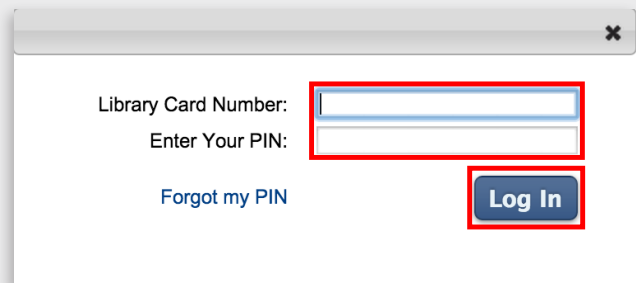 Library Card Number:
Enter Your PIN:
Forgot my PIN
Log In